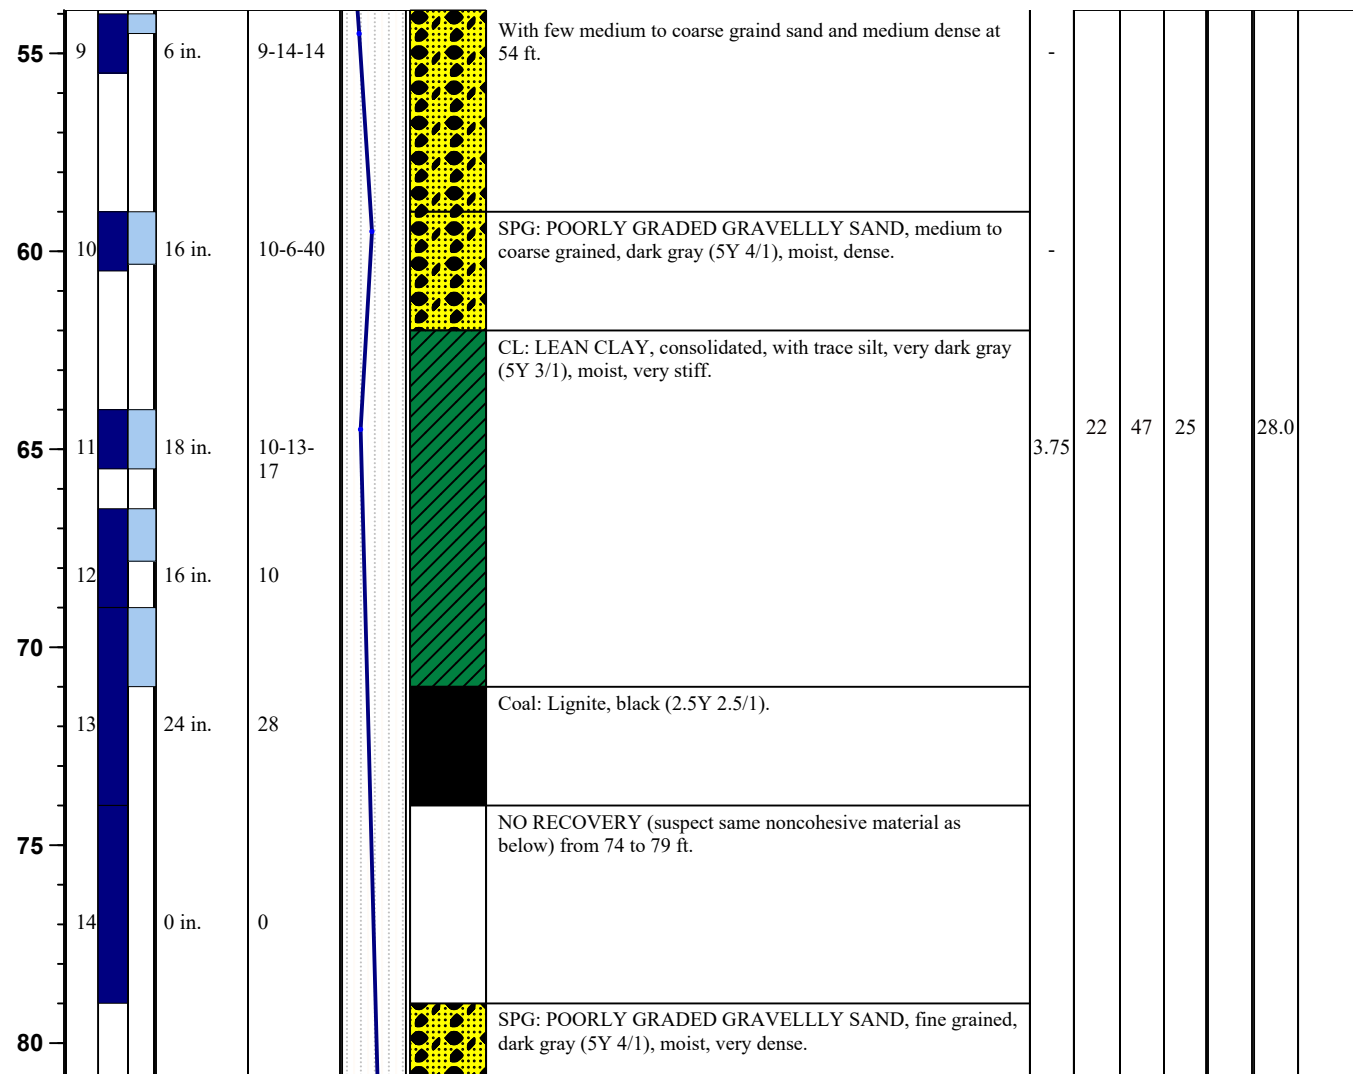 With few medium to coarse graind sand and medium dense at
54 ft.
55
9
6 in.
9-14-14
-
SPG: POORLY GRADED GRAVELLLY SAND, medium to
coarse grained, dark gray (5Y 4/1), moist, dense.
60
10
16 in.
10-6-40
-
CL: LEAN CLAY, consolidated, with trace silt, very dark gray
(5Y 3/1), moist, very stiff.
65
11
18 in.
10-13-
17
3.75
22
47
25
28.0
12
16 in.
10
70
Coal: Lignite, black (2.5Y 2.5/1).
13
24 in.
28
NO RECOVERY (suspect same noncohesive material as
below) from 74 to 79 ft.
75
14
0 in.
0
SPG: POORLY GRADED GRAVELLLY SAND, fine grained,
dark gray (5Y 4/1), moist, very dense.
80